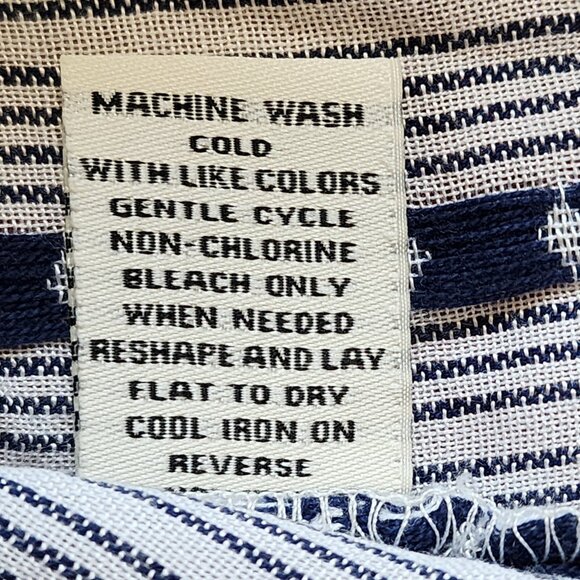 MACHINE WASH
COLD
WITH LIKE COLORS
GENTLE CYCLE
NON-CHLORINE
BLEACH ONLY
WHEN NEEDED
RESHAPE AND LAY
FLAT TO DRY
COOL IRON ON
REVERSE